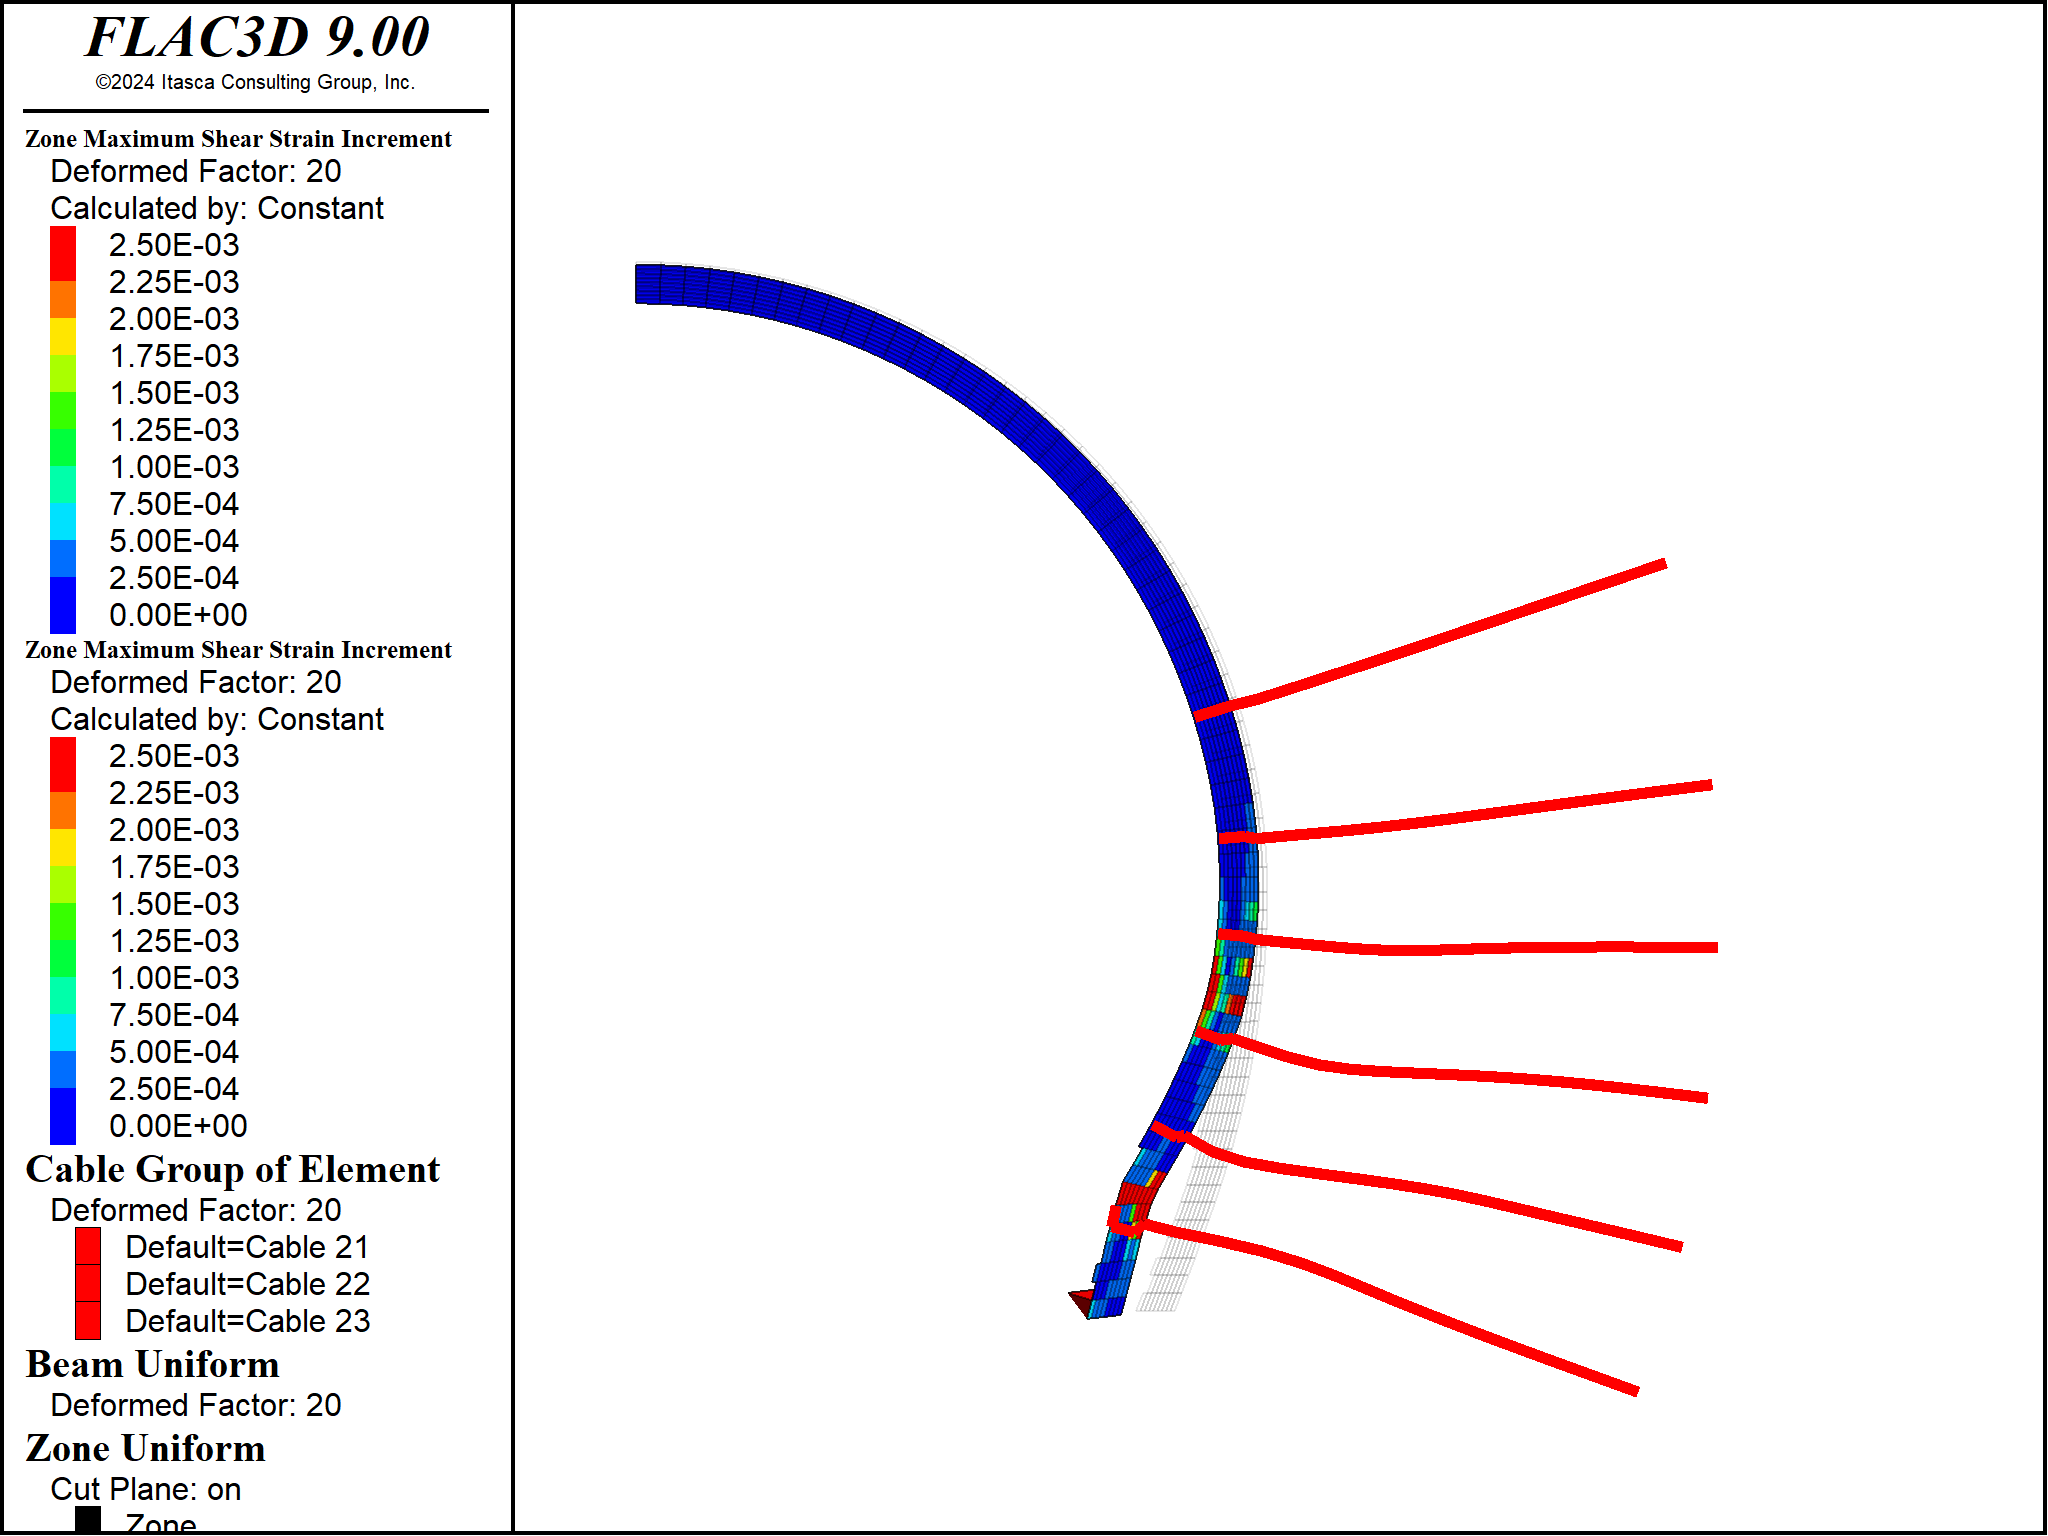 FLAC3D 9.00
©2024 Itasca Consulting Group, Inc.
Zone Maximum Shear Strain Increment
Deformed Factor: 20
Calculated by: Constant
2.50E-03
2.25E-03
2.00E-03
1.75E-03
1.50E-03
1.25E-03
1.00E-03
7.50E-04
5.00E-04
2.50E-04
0.00E+00
Zone Maximum Shear Strain Increment
Deformed Factor: 20
Calculated by: Constant
2.50E-03
2.25E-03
2.00E-03
1.75E-03
1.50E-03
1.25E-03
1.00E-03
7.50E-04
5.00E-04
2.50E-04
0.00E+00
Cable Group of Element
Deformed Factor: 20
Default=Cable 21
Default=Cable 22
Default=Cable 23
Beam Uniform
Deformed Factor: 20
Zone Uniform
Cut Plane: on
Zone